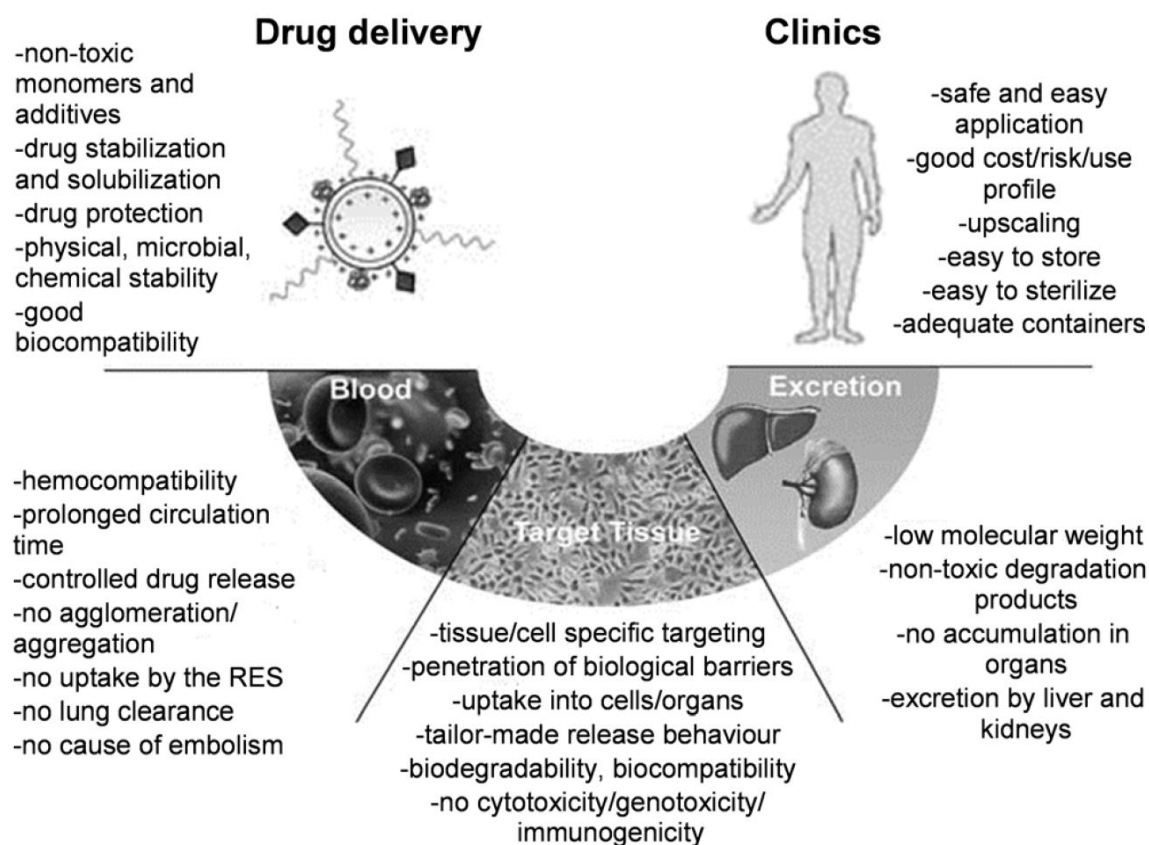 Drug delivery
-non-toxic
monomers and
additives
-drug stabilization
and solubilization
-drug protection
-physical, microbial,
chemical stability
-good
biocompatibility
Clinics
-safe and easy
application
-good cost/risk/use
profile
-upscaling
-easy to store
-easy to sterilize
-adequate containers
Blood
-hemocompatibility
-prolonged circulation
time
-controlled drug release
-no agglomeration/
aggregation
-no uptake by the RES
-no lung clearance
-no cause of embolism
Target Tissue
-tissue/cell specific targeting
-penetration of biological barriers
-uptake into cells/organs
-tailor-made release behaviour
-biodegradability, biocompatibility
-no cytotoxicity/genotoxicity/
immunogenicity
Excretion
-low molecular weight
-non-toxic degradation
products
-no accumulation in
organs
-excretion by liver and
kidneys